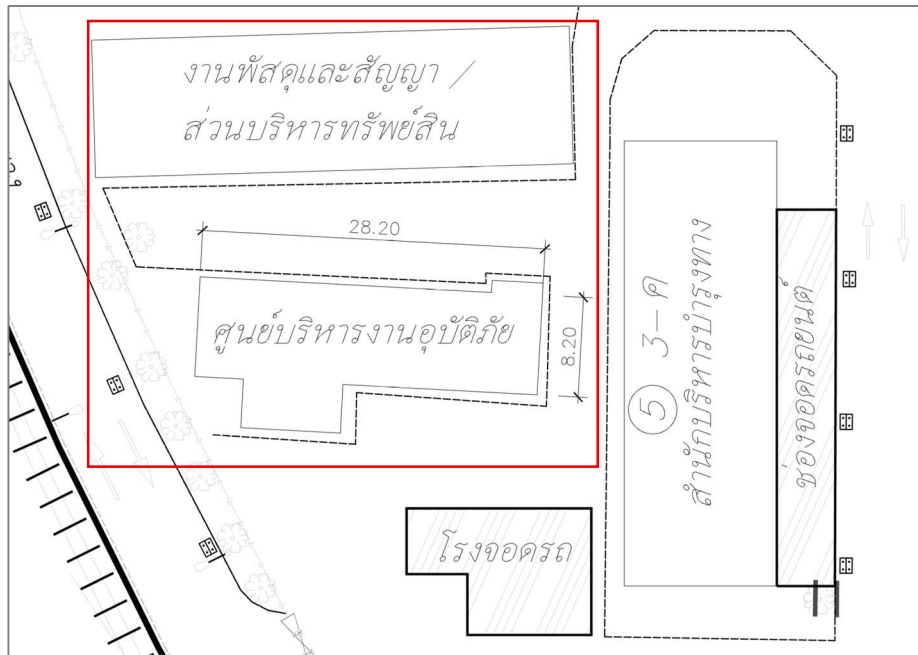 งานพัสดุและสัญญา /
ส่วนบริหารทรัพย์สิน
28.20
ศูนย์บริหารงานอุบัติภัย
8.20
5 3-ค
สำนักบริหารบำรุงทาง
ช่องจอดรถยนต์
โรงจอดรถ